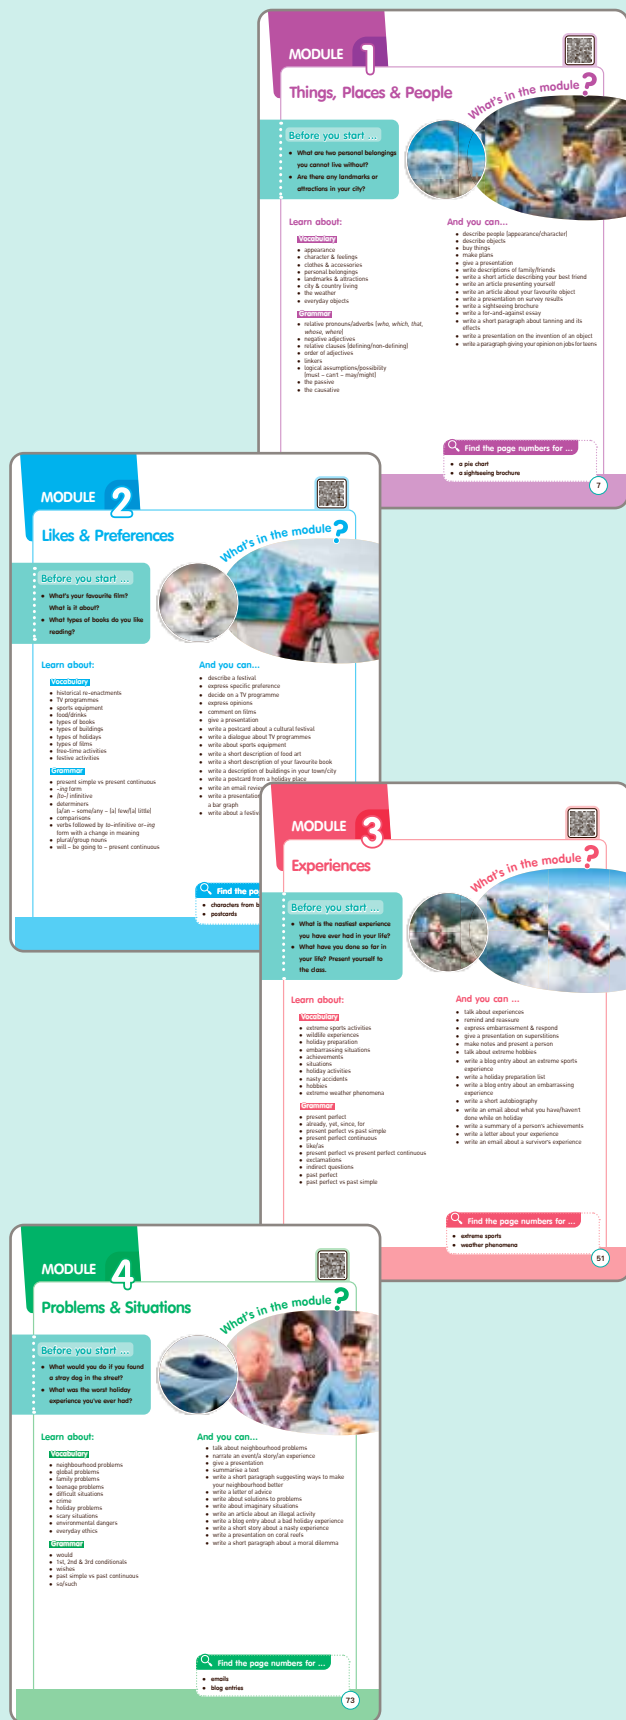 MODULE 1
Things, Places & People
What's in the module?
Before you start ...
• What are two personal belongings
you cannot live without?
• Are there any landmarks or
attractions in your city?
Learn about:
Vocabulary
• appearance
• character & feelings
• clothes & accessories
• personal belongings
• landmarks & attractions
• city & country living
• the weather
• everyday objects
Grammar
• relative pronouns/adverbs (who, which, that,
whose, where)
• negative adjectives
• relative clauses (defining/non-defining)
• order of adjectives
• linkers
• logical assumptions/possibility
(must – can't – may/might)
• the passive
• the causative
And you can...
• describe people (appearance/character)
• describe objects
• buy things
• make plans
• give a presentation
• write descriptions of family/friends
• write a short article describing your best friend
• write an article presenting yourself
• write an article about your favourite object
• write a presentation on survey results
• write a sightseeing brochure
• write a for-and-against essay
• write a short paragraph about tanning and its
effects
• write a presentation on the invention of an object
• write a paragraph giving your opinion on jobs for teens
Find the page numbers for ...
• a pie chart
• a sightseeing brochure
7
MODULE 2
Likes & Preferences
What's in the module?
Before you start ...
• What's your favourite film?
What is it about?
• What types of books do you like
reading?
Learn about:
Vocabulary
• historical re-enactments
• TV programmes
• sports equipment
• food/drinks
• types of books
• types of buildings
• types of holidays
• types of films
• free-time activities
• festive activities
Grammar
• present simple vs present continuous
• -ing form
• (to-) infinitive
• determiners
(a/an – some/any – (a) few/(a) little)
• comparisons
• verbs followed by to-infinitive or -ing
form with a change in meaning
• plural/group nouns
• will – be going to – present continuous
And you can...
• describe a festival
• express specific preference
• decide on a TV programme
• express opinions
• comment on films
• give a presentation
• write a postcard about a cultural festival
• write a dialogue about TV programmes
• write about sports equipment
• write a short description of food art
• write a short description of your favourite book
• write a description of buildings in your town/city
• write a postcard from a holiday place
• write an email review
• write a presentation
a bar graph
• write about a festiv
Find the pa
• characters from b
• postcards
MODULE 3
Experiences
What's in the module?
Before you start ...
• What is the nastiest experience
you have ever had in your life?
• What have you done so far in
your life? Present yourself to
the class.
Learn about:
Vocabulary
• extreme sports activities
• wildlife experiences
• holiday preparation
• embarrassing situations
• achievements
• situations
• holiday activities
• nasty accidents
• hobbies
• extreme weather phenomena
Grammar
• present perfect
• already, yet, since, for
• present perfect vs past simple
• present perfect continuous
• like/as
• present perfect vs present perfect continuous
• exclamations
• indirect questions
• past perfect
• past perfect vs past simple
And you can ...
• talk about experiences
• remind and reassure
• express embarrassment & respond
• give a presentation on superstitions
• make notes and present a person
• talk about extreme hobbies
• write a blog entry about an extreme sports
experience
• write a holiday preparation list
• write a blog entry about an embarrassing
experience
• write a short autobiography
• write an email about what you have/haven't
done while on holiday
• write a summary of a person's achievements
• write a letter about your experience
• write an email about a survivor's experience
Find the page numbers for ...
• extreme sports
• weather phenomena
51
MODULE 4
Problems & Situations
What's in the module?
Before you start ...
• What would you do if you found
a stray dog in the street?
• What was the worst holiday
experience you've ever had?
Learn about:
Vocabulary
• neighbourhood problems
• global problems
• family problems
• teenage problems
• difficult situations
• crime
• holiday problems
• scary situations
• environmental dangers
• everyday ethics
Grammar
• would
• 1st, 2nd & 3rd conditionals
• wishes
• past simple vs past continuous
• so/such
And you can...
• talk about neighbourhood problems
• narrate an event/a story/an experience
• give a presentation
• summarise a text
• write a short paragraph suggesting ways to make
your neighbourhood better
• write a letter of advice
• write about solutions to problems
• write about imaginary situations
• write an article about an illegal activity
• write a blog entry about a bad holiday experience
• write a short story about a nasty experience
• write a presentation on coral reefs
• write a short paragraph about a moral dilemma
Find the page numbers for ...
• emails
• blog entries
73